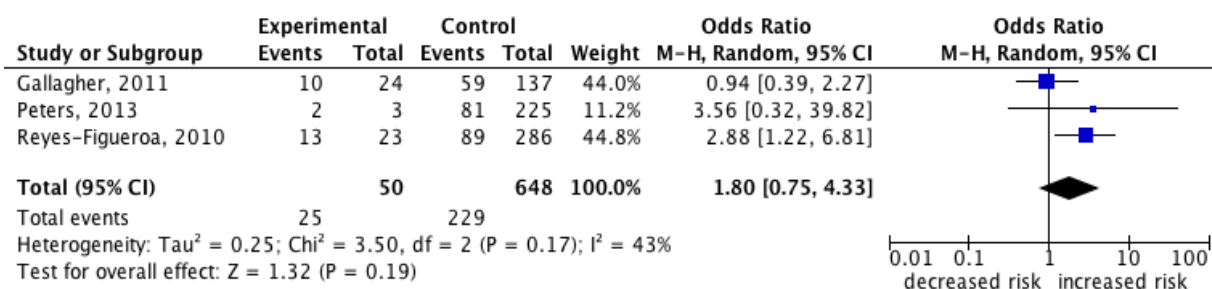 Experimental Control Odds Ratio Odds Ratio
Study or Subgroup Events Total Events Total Weight M–H, Random, 95% CI M–H, Random, 95% CI
Gallagher, 2011 10 24 59 137 44.0% 0.94 [0.39, 2.27]
Peters, 2013 2 3 81 225 11.2% 3.56 [0.32, 39.82]
Reyes–Figueroa, 2010 13 23 89 286 44.8% 2.88 [1.22, 6.81]
Total (95% CI) 50 648 100.0% 1.80 [0.75, 4.33]
Total events 25 229
Heterogeneity: Tau² = 0.25; Chi² = 3.50, df = 2 (P = 0.17); I² = 43%
Test for overall effect: Z = 1.32 (P = 0.19)
0.01 0.1 1 10 100
decreased risk increased risk